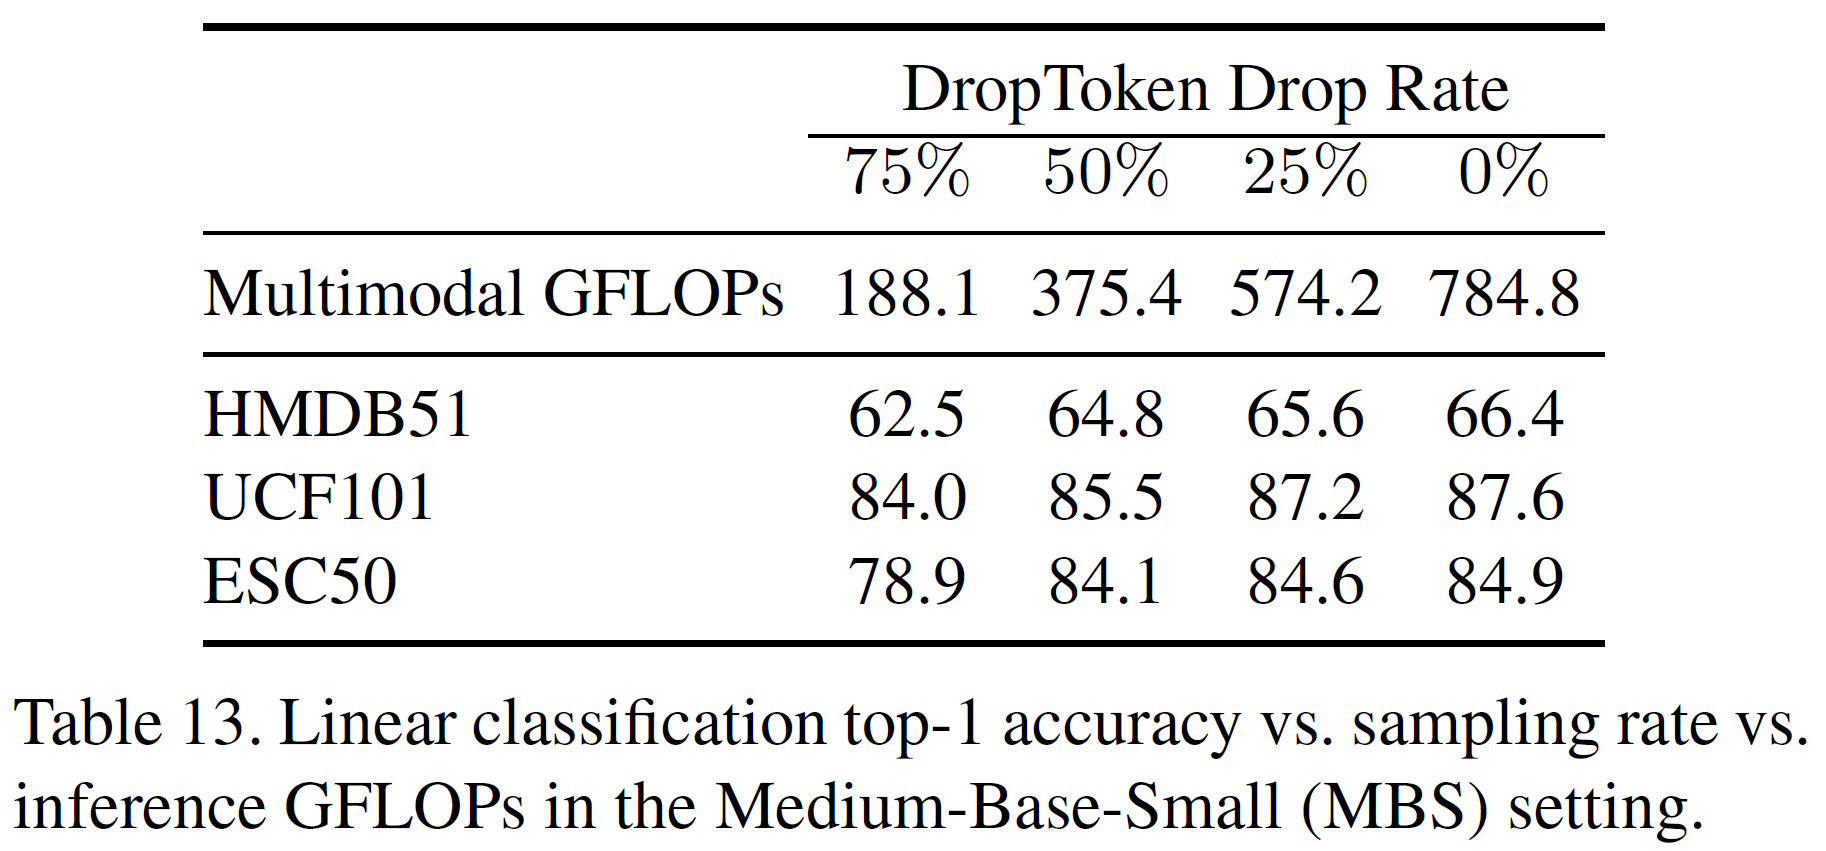 DropToken Drop Rate
75% 50% 25% 0%
Multimodal GFLOPs 188.1 375.4 574.2 784.8
HMDB51 62.5 64.8 65.6 66.4
UCF101 84.0 85.5 87.2 87.6
ESC50 78.9 84.1 84.6 84.9
Table 13. Linear classification top-1 accuracy vs. sampling rate vs.
inference GFLOPs in the Medium-Base-Small (MBS) setting.